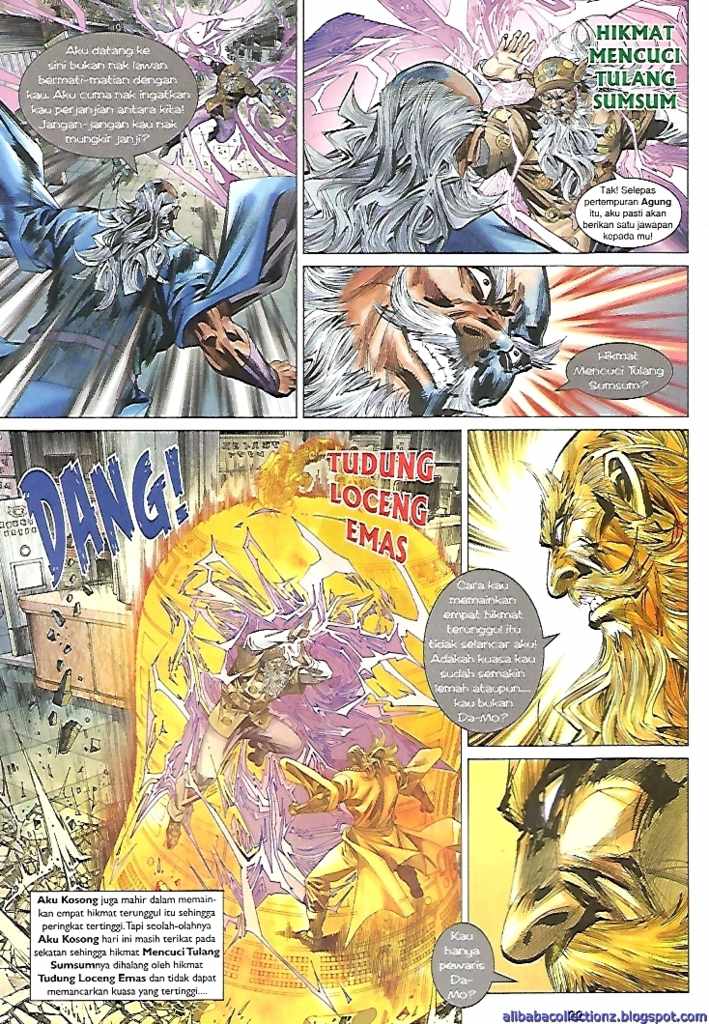 Aku datang ke
sini bukan nak lawan
bermati-matian dengan
kau. Aku cuma nak ingatkan
kau perjanjian antara kita!
Jangan-jangan kau nak
mungkir janji?
HIKMAT
MENCUCI
TULANG
SUMSUM
Tak! Selepas
pertempuran Agung
itu, aku pasti akan
berikan satu jawapan
kepada mu!
Hikmat
Mencuci Tulang
Sumsum?
DANG!
TUDUNG
LOCENG
EMAS
Cara kau
memainkan
empat hikmat
terunggul itu
tidak selancar aku!
Adakah kuasa kau
sudah semakin
lemah ataupun....
kau bukan
Da-Mo?
Aku Kosong juga mahir dalam memain-
kan empat hikmat terunggul itu sehingga
peringkat tertinggi. Tapi seolah-olahnya
Aku Kosong hari ini masih terikat pada
sekatan sehingga hikmat Mencuci Tulang
Sumsumnya dihalang oleh hikmat
Tudung Loceng Emas dan tidak dapat
memancarkan kuasa yang tertinggi....
Kau
hanya
pewaris
Da-
Mo?
alibabacollectionz.blogspot.com